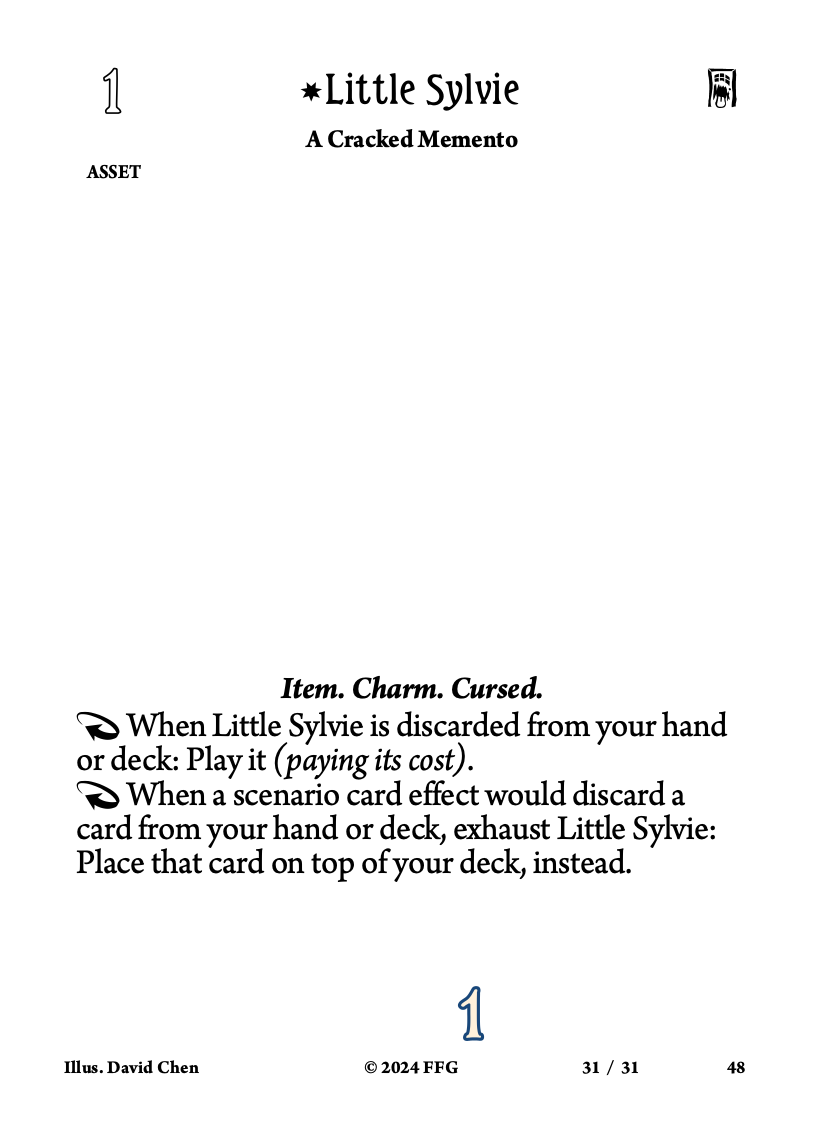 1
✶Little Sylvie
A Cracked Memento
ASSET
Item. Charm. Cursed.
When Little Sylvie is discarded from your hand
or deck: Play it (paying its cost).
When a scenario card effect would discard a
card from your hand or deck, exhaust Little Sylvie:
Place that card on top of your deck, instead.
1
Illus. David Chen © 2024 FFG 31 / 31 48